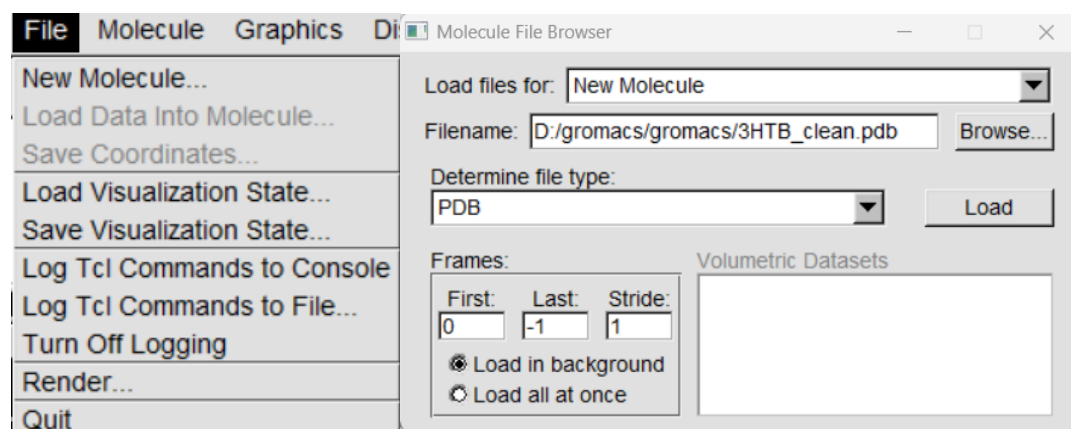 File Molecule Graphics
New Molecule...
Load Data Into Molecule...
Save Coordinates...
Load Visualization State...
Save Visualization State...
Log Tcl Commands to Console
Log Tcl Commands to File...
Turn Off Logging
Render...
Quit
Molecule File Browser
Load files for: New Molecule
Filename: D:/gromacs/gromacs/3HTB_clean.pdb Browse...
Determine file type:
PDB Load
Frames: Volumetric Datasets
First: Last: Stride:
0 -1 1
Load in background
Load all at once